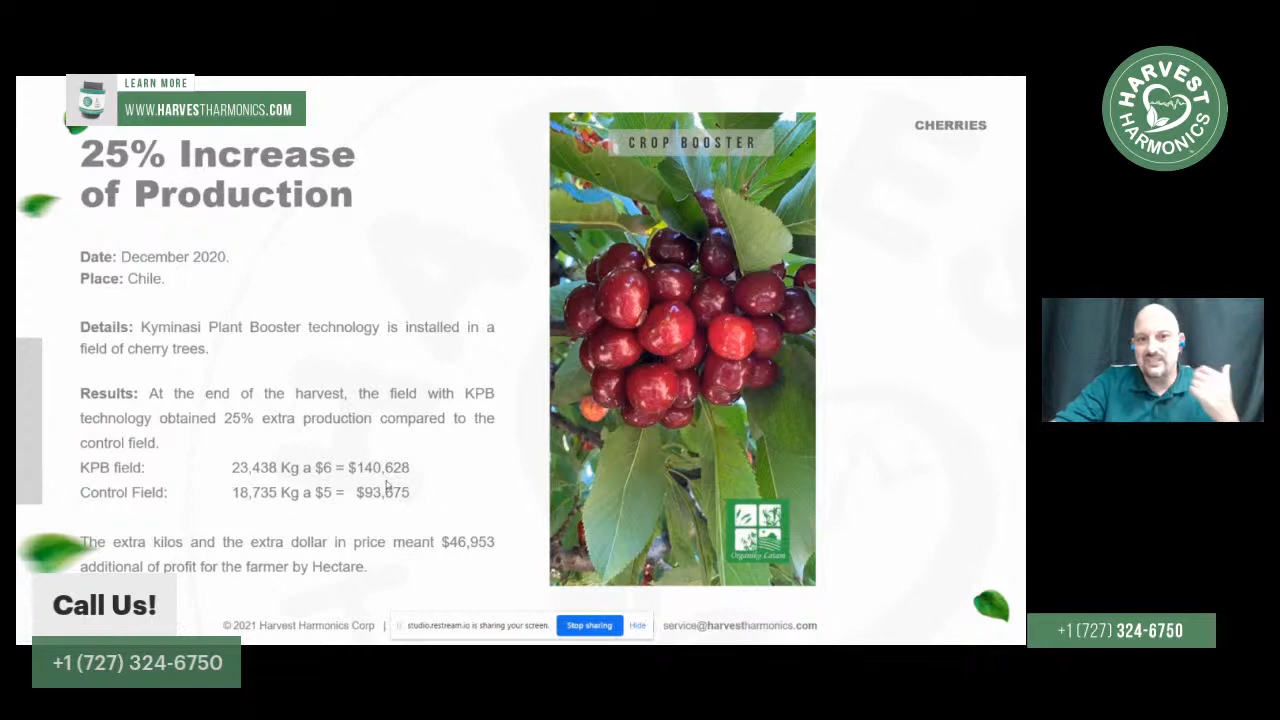 LEARN MORE
WWW.HARVESTHARMONICS.COM
25% Increase
of Production
Date: December 2020.
Place: Chile.
Details: Kyminasi Plant Booster technology is installed in a
field of cherry trees.
Results: At the end of the harvest, the field with KPB
technology obtained 25% extra production compared to the
control field.
KPB field: 23,438 Kg a $6 = $140,628
Control Field: 18,735 Kg a $5 = $93,675
The extra kilos and the extra dollar in price meant $46,953
additional of profit for the farmer by Hectare.
CROP BOOSTER
Organiko Latam
CHERRIES
HARVEST
HARMONICS
Call Us!
+1 (727) 324-6750
© 2021 Harvest Harmonics Corp |
studio.restream.io is sharing your screen.
Stop sharing
Hide
service@harvestharmonics.com
+1 (727) 324-6750